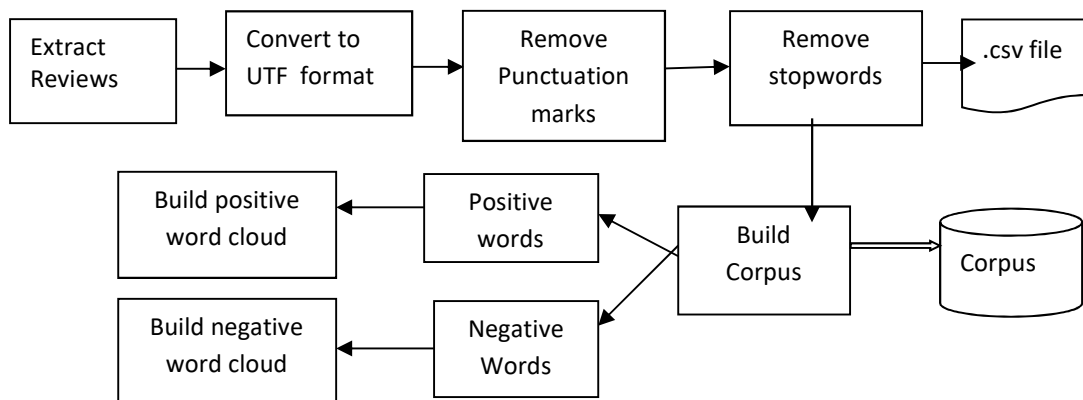 Extract
Reviews
Convert to
UTF format
Remove
Punctuation
marks
Remove
stopwords
.csv file
Build positive
word cloud
Positive
words
Build
Corpus
Corpus
Build negative
word cloud
Negative
Words